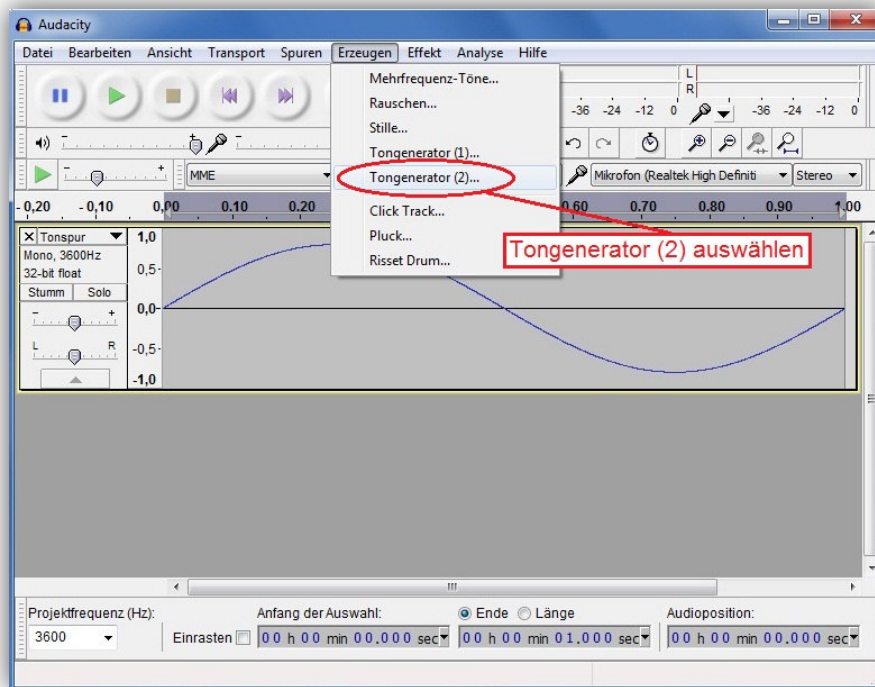 Audacity
Datei Bearbeiten Ansicht Transport Spuren Erzeugen Effekt Analyse Hilfe
Mehrfrequenz-Töne...
Rauschen...
Stille...
Tongenerator (1)...
Tongenerator (2)...
Click Track...
Pluck...
Risset Drum...
L
R
-36 -24 -12 0 -36 -24 -12 0
MME
Mikrofon (Realtek High Definiti
Stereo
-0,20 -0,10 0,00 0.10 0.20 0.60 0.70 0.80 0.90 1.00
Tongenerator (2) auswählen
Tonspur
Mono, 3600Hz
32-bit float
Stumm Solo
- +
L R
1,0
0,5
0,0
-0,5
-1,0
Projektfrequenz (Hz): Anfang der Auswahl: Ende Länge Audioposition:
3600 Einrasten 00 h 00 min 00.000 sec 00 h 00 min 01.000 sec 00 h 00 min 00.000 sec